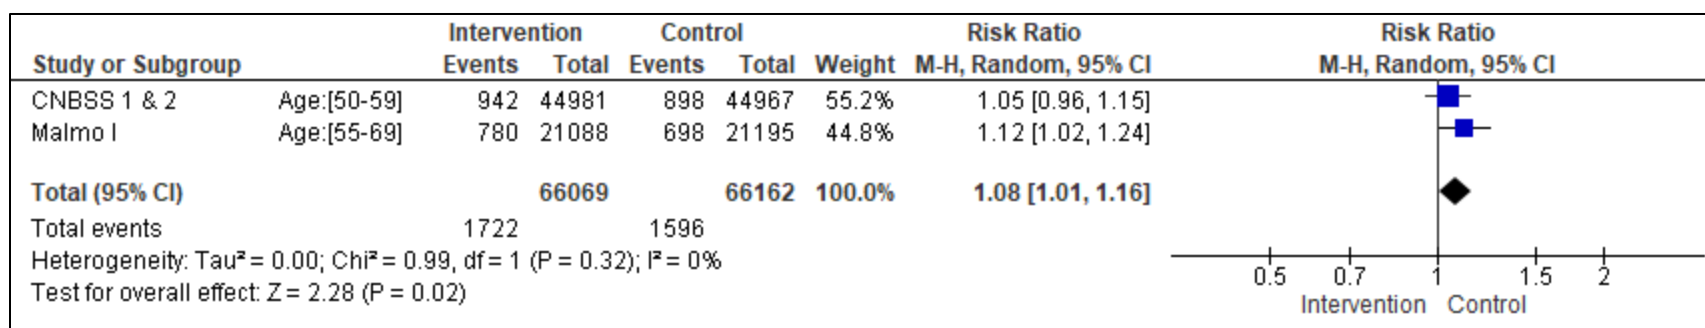 Intervention Control Risk Ratio Risk Ratio
Study or Subgroup Events Total Events Total Weight M-H, Random, 95% CI M-H, Random, 95% CI
CNBSS 1 & 2 Age:[50-59] 942 44981 898 44967 55.2% 1.05 [0.96, 1.15]
Malmo I Age:[55-69] 780 21088 698 21195 44.8% 1.12 [1.02, 1.24]
Total (95% CI) 66069 66162 100.0% 1.08 [1.01, 1.16]
Total events 1722 1596
Heterogeneity: Tau² = 0.00; Chi² = 0.99, df = 1 (P = 0.32); I² = 0%
Test for overall effect: Z = 2.28 (P = 0.02)
0.5 0.7 1 1.5 2
Intervention Control